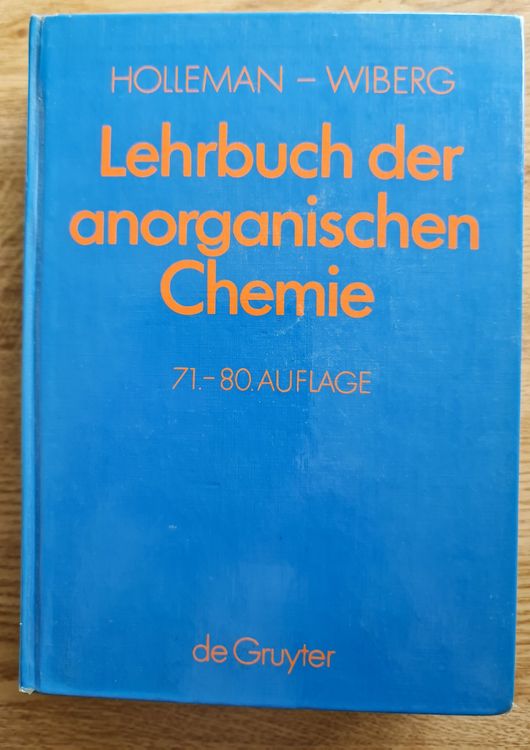 HOLLEMAN – WIBERG
Lehrbuch der
anorganischen
Chemie
71.–80. AUFLAGE
de Gruyter